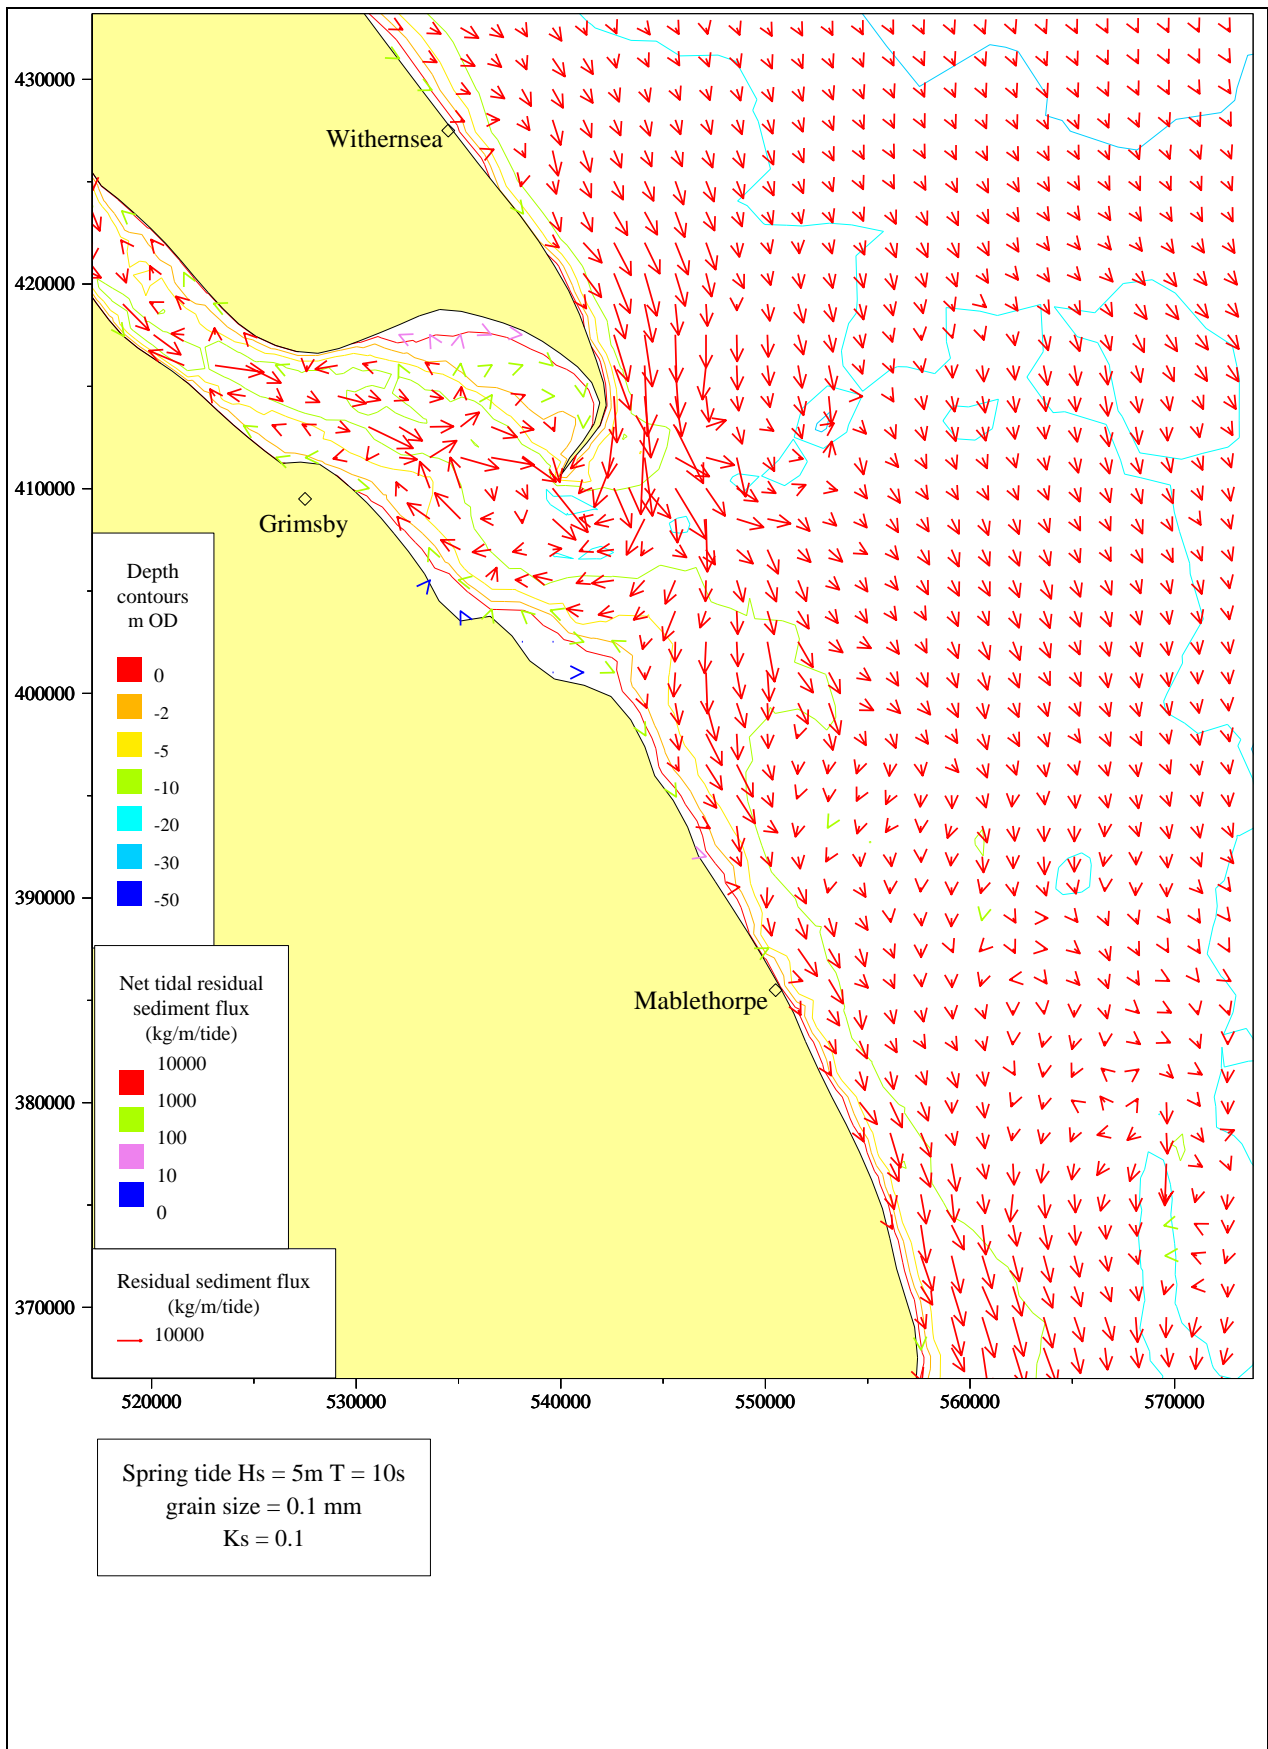 430000
420000
410000
400000
390000
380000
370000
Withernsea
Grimsby
Mablethorpe
Depth
contours
m OD
0
-2
-5
-10
-20
-30
-50
Net tidal residual
sediment flux
(kg/m/tide)
10000
1000
100
10
0
Residual sediment flux
(kg/m/tide)
10000
520000 530000 540000 550000 560000 570000
Spring tide Hs = 5m T = 10s
grain size = 0.1 mm
Ks = 0.1